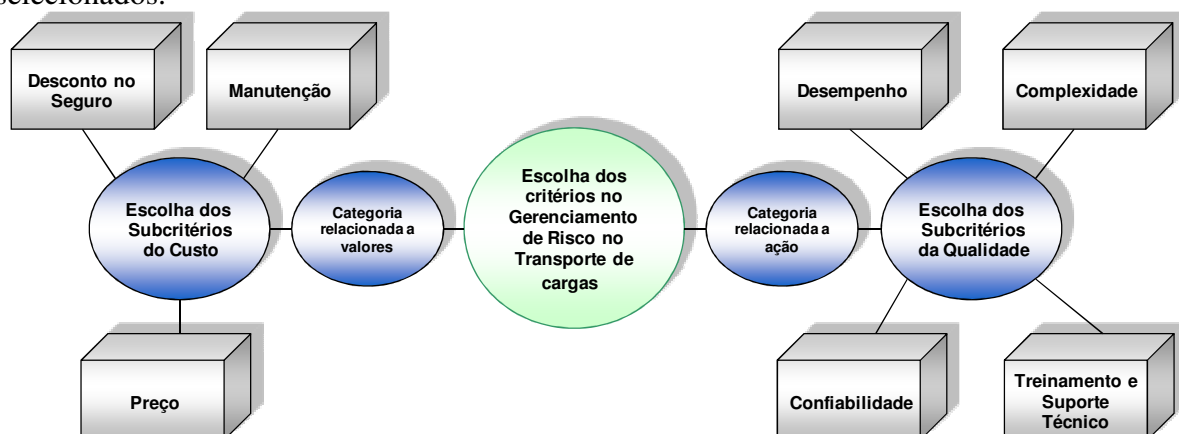 selecionados.
Desconto no
Seguro
Manutenção
Desempenho
Complexidade
Escolha dos
Subcritérios
do Custo
Categoria
relacionada a
valores
Escolha dos
critérios no
Gerenciamento
de Risco no
Transporte de
cargas
Categoria
relacionada a
ação
Escolha dos
Subcritérios
da Qualidade
Preço
Confiabilidade
Treinamento e
Suporte
Técnico